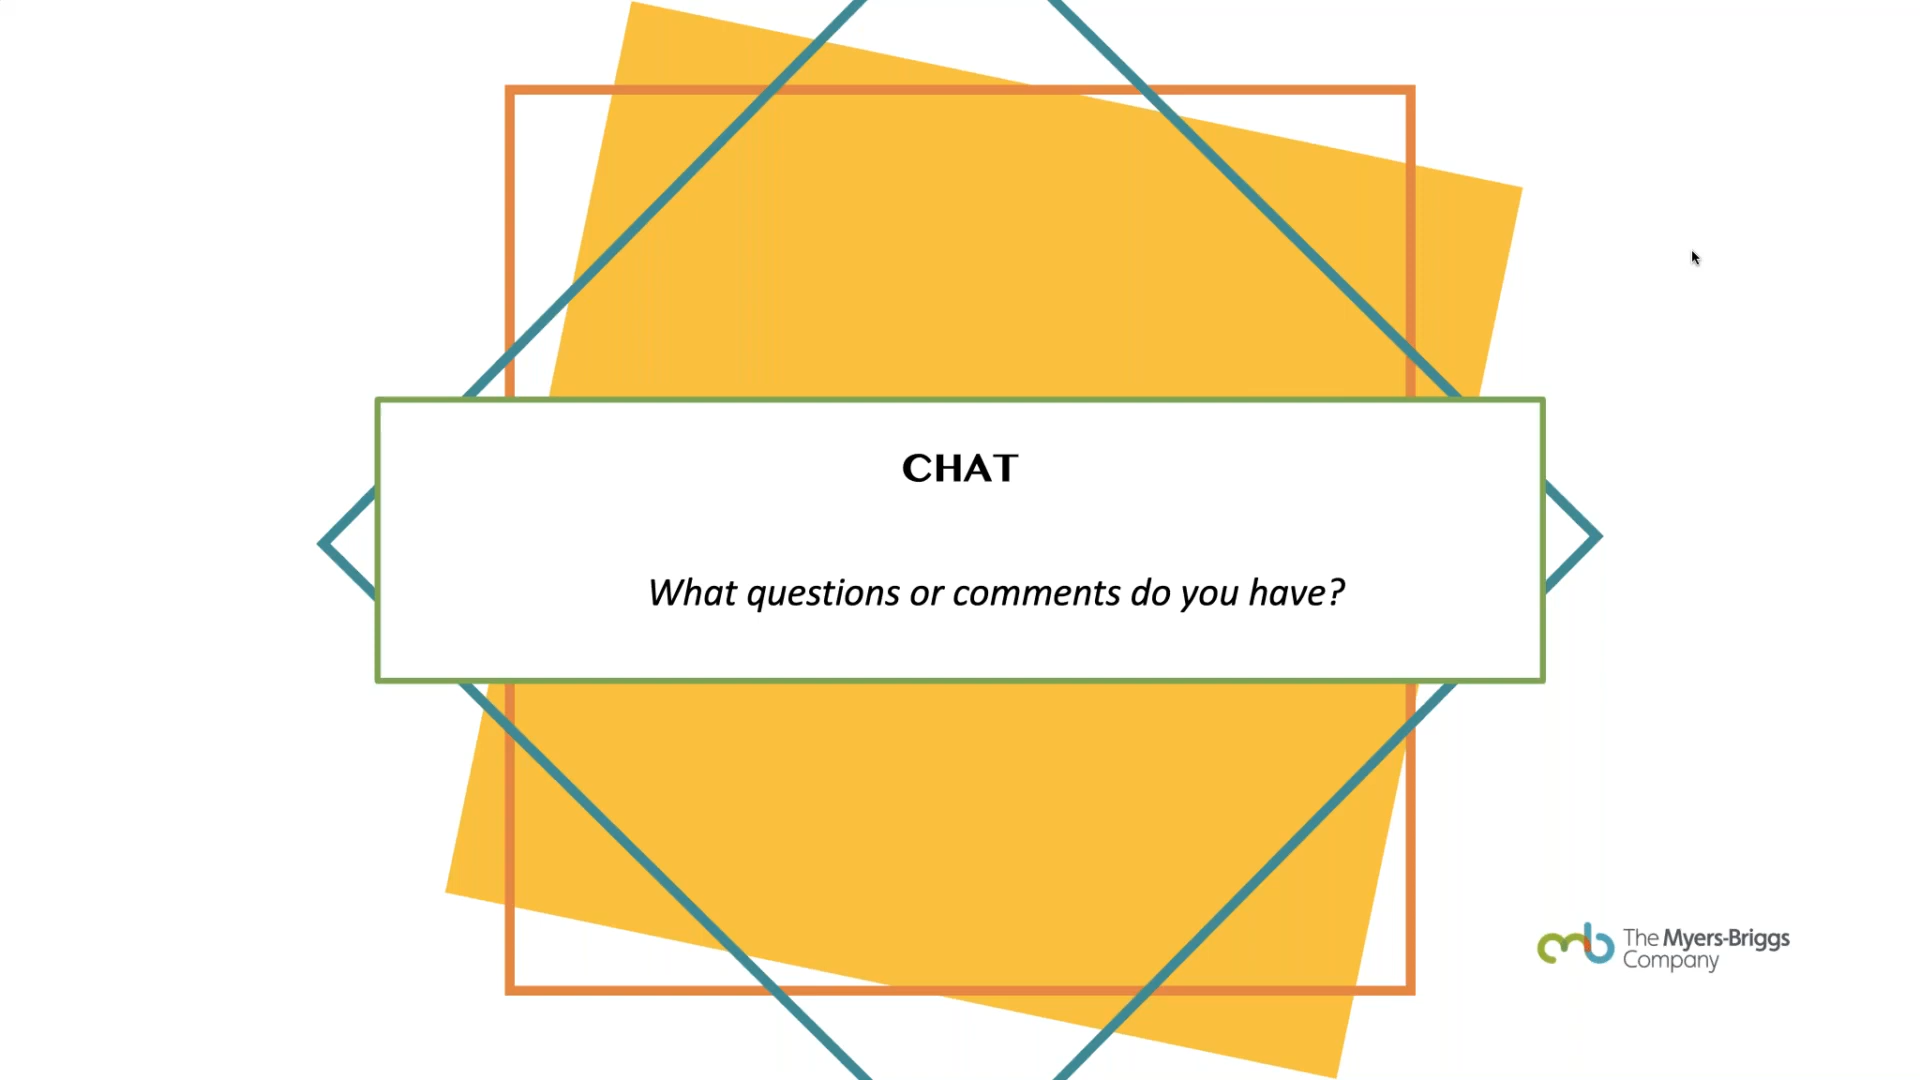 CHAT
What questions or comments do you have?
The Myers-Briggs
Company